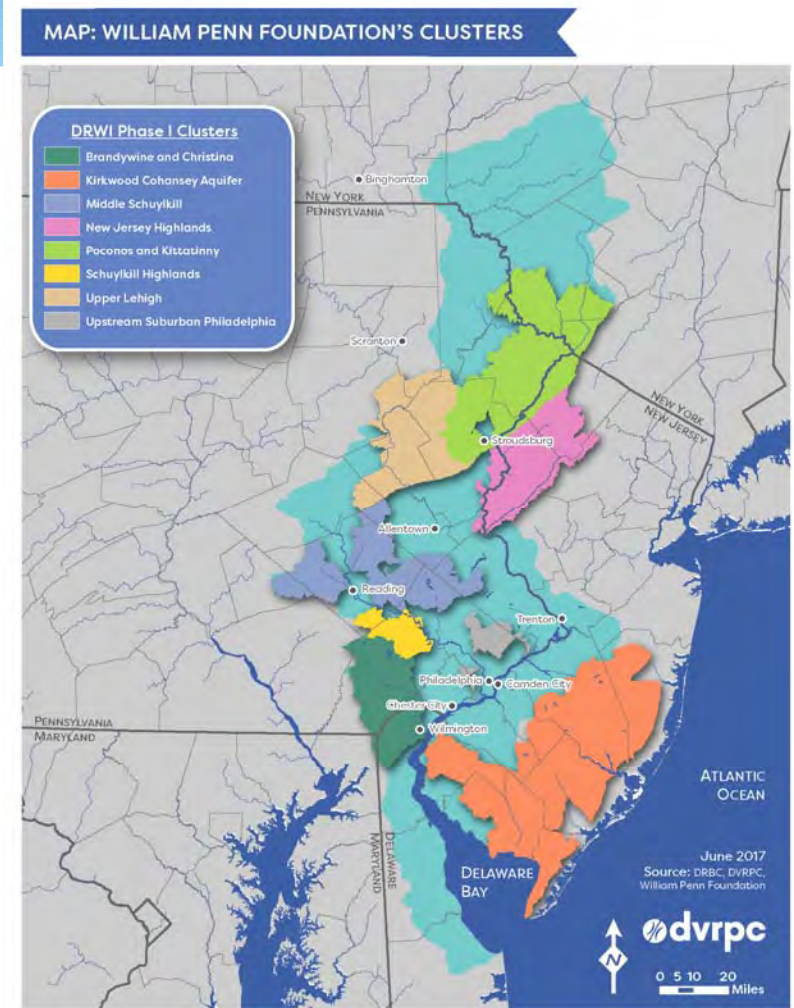 MAP: WILLIAM PENN FOUNDATION'S CLUSTERS
DRWI Phase I Clusters
Brandywine and Christina
Kirkwood Cohansey Aquifer
Middle Schuylkill
New Jersey Highlands
Poconos and Kittatinny
Schuylkill Highlands
Upper Lehigh
Upstream Suburban Philadelphia
Binghamton
NEW YORK
PENNSYLVANIA
Scranton
NEW YORK
NEW JERSEY
Stroudsburg
Allentown
Reading
Trenton
Philadelphia
Camden City
Chester City
Wilmington
PENNSYLVANIA
MARYLAND
ATLANTIC
OCEAN
DELAWARE
MARYLAND
DELAWARE
BAY
June 2017
Source: DRBC, DVRPC,
William Penn Foundation
dvrpc
N
0 5 10 20
Miles